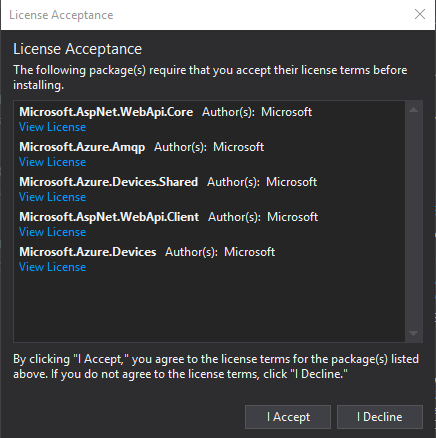 License Acceptance
License Acceptance
The following package(s) require that you accept their license terms before
installing.
Microsoft.AspNet.WebApi.Core Author(s): Microsoft
View License
Microsoft.Azure.Amqp Author(s): Microsoft
View License
Microsoft.Azure.Devices.Shared Author(s): Microsoft
View License
Microsoft.AspNet.WebApi.Client Author(s): Microsoft
View License
Microsoft.Azure.Devices Author(s): Microsoft
View License
By clicking "I Accept," you agree to the license terms for the package(s) listed
above. If you do not agree to the license terms, click "I Decline."
I Accept I Decline